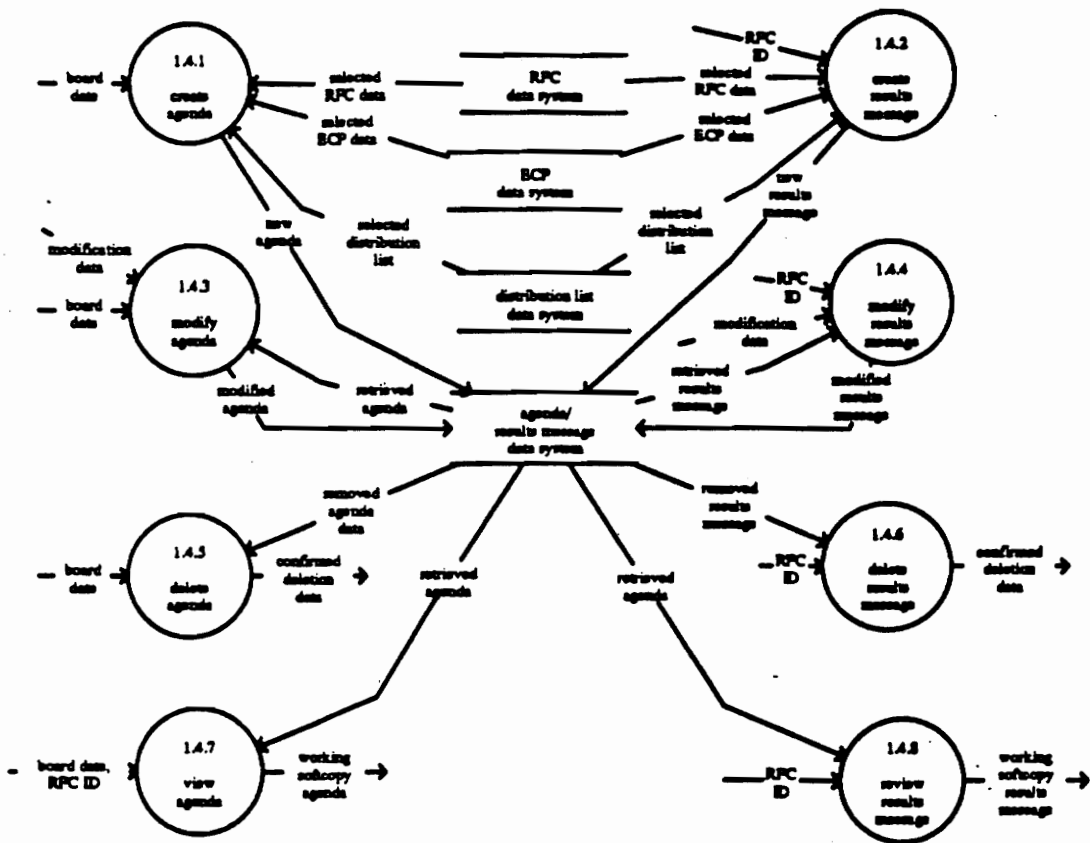 1.4.1
create
agenda
board
data
selected
RFC data
selected
ECP data
RFC
data system
ECP
data system
RFC
ID
selected
RFC data
selected
ECP data
1.4.2
create
results
message
new
agenda
selected
distribution
list
selected
distribution
list
new
results
message
distribution list
data system
modification
data
board
data
1.4.3
modify
agenda
modified
agenda
retrieved
agenda
RFC
ID
modification
data
retrieved
results
message
1.4.4
modify
results
message
modified
results
message
agenda/
results message
data system
removed
agenda
data
removed
results
message
board
data
1.4.5
delete
agenda
confirmed
deletion
data
retrieved
agenda
retrieved
agenda
RFC
ID
1.4.6
delete
results
message
confirmed
deletion
data
board data,
RFC ID
1.4.7
view
agenda
working
softcopy
agenda
RFC
ID
1.4.8
review
results
message
working
softcopy
results
message